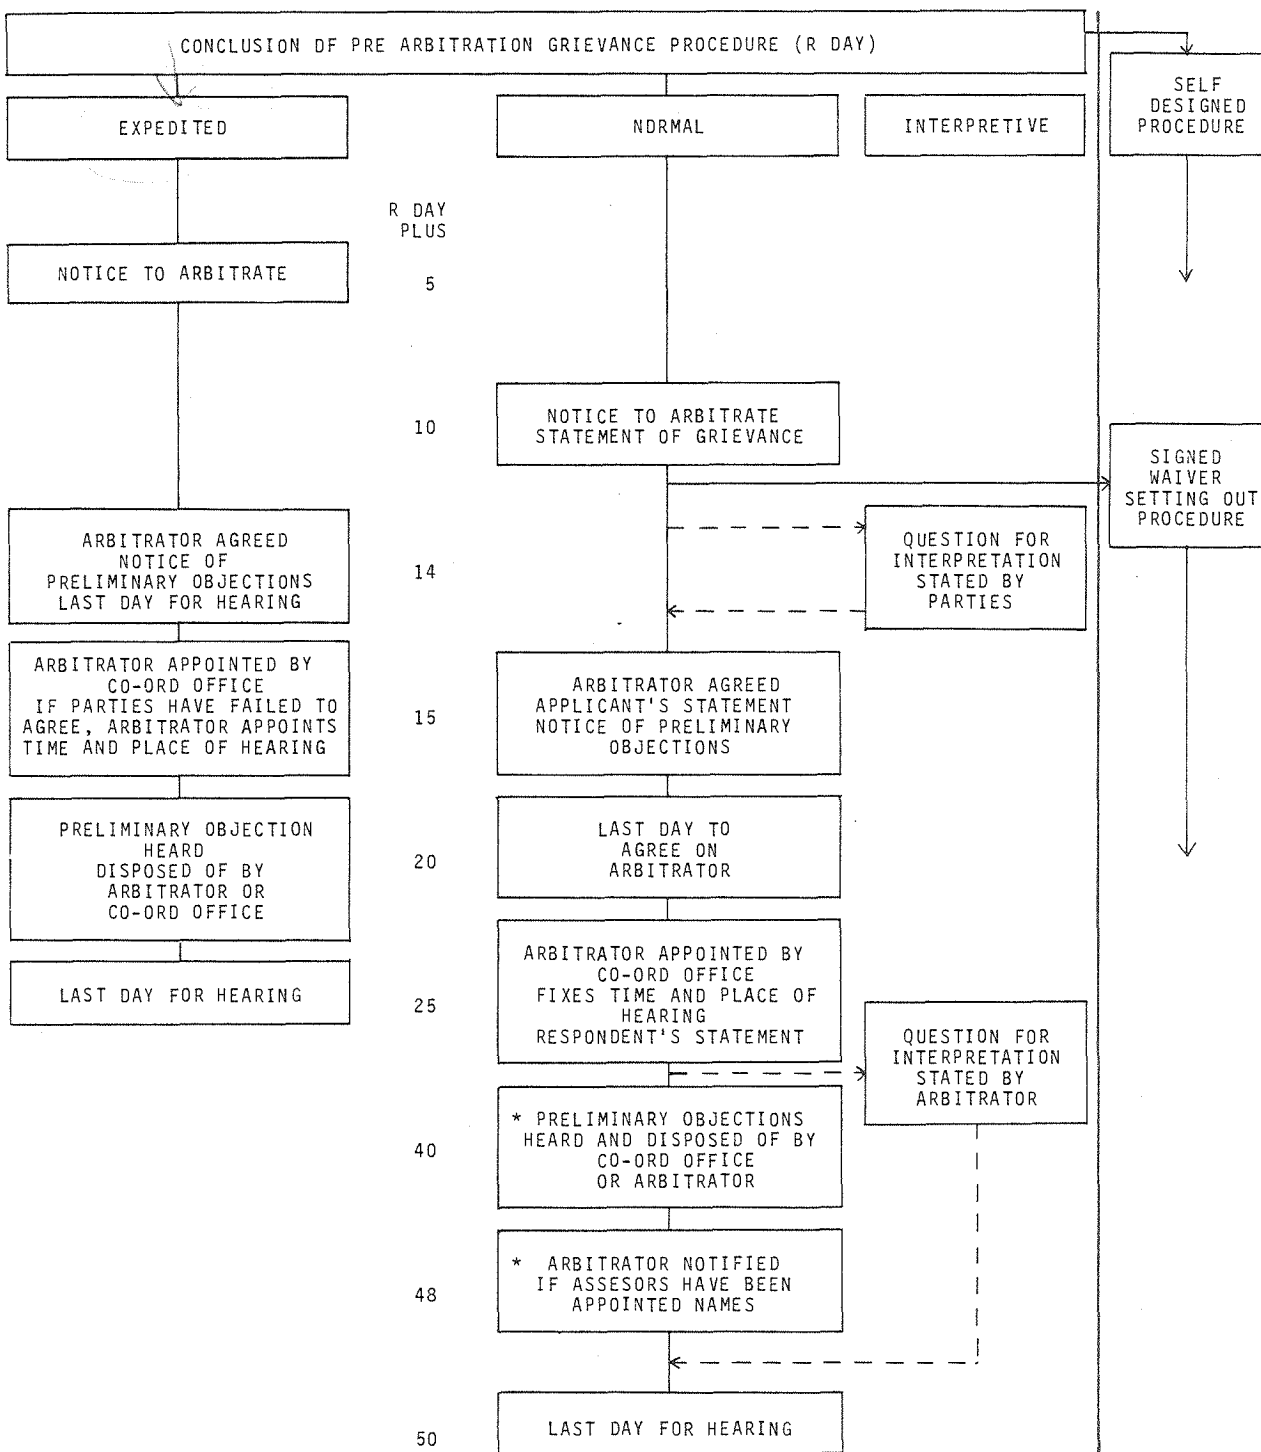 CONCLUSION DF PRE ARBITRATION GRIEVANCE PROCEDURE (R DAY)
SELF
DESIGNED
PROCEDURE
EXPEDITED
NDRMAL
INTERPRETIVE
R DAY
PLUS
NOTICE TO ARBITRATE
5
10
NOTICE TO ARBITRATE
STATEMENT OF GRIEVANCE
SIGNED
WAIVER
SETTING OUT
PROCEDURE
ARBITRATOR AGREED
NOTICE OF
PRELIMINARY OBJECTIONS
LAST DAY FOR HEARING
14
QUESTION FOR
INTERPRETATION
STATED BY
PARTIES
ARBITRATOR APPOINTED BY
CO-ORD OFFICE
IF PARTIES HAVE FAILED TO
AGREE, ARBITRATOR APPOINTS
TIME AND PLACE OF HEARING
15
ARBITRATOR AGREED
APPLICANT'S STATEMENT
NOTICE OF PRELIMINARY
OBJECTIONS
PRELIMINARY OBJECTION
HEARD
DISPOSED OF BY
ARBITRATOR OR
CO-ORD OFFICE
20
LAST DAY TO
AGREE ON
ARBITRATOR
LAST DAY FOR HEARING
25
ARBITRATOR APPOINTED BY
CO-ORD OFFICE
FIXES TIME AND PLACE OF
HEARING
RESPONDENT'S STATEMENT
QUESTION FOR
INTERPRETATION
STATED BY
ARBITRATOR
40
* PRELIMINARY OBJECTIONS
HEARD AND DISPOSED OF BY
CO-ORD OFFICE
OR ARBITRATOR
48
* ARBITRATOR NOTIFIED
IF ASSESORS HAVE BEEN
APPOINTED NAMES
50
LAST DAY FOR HEARING